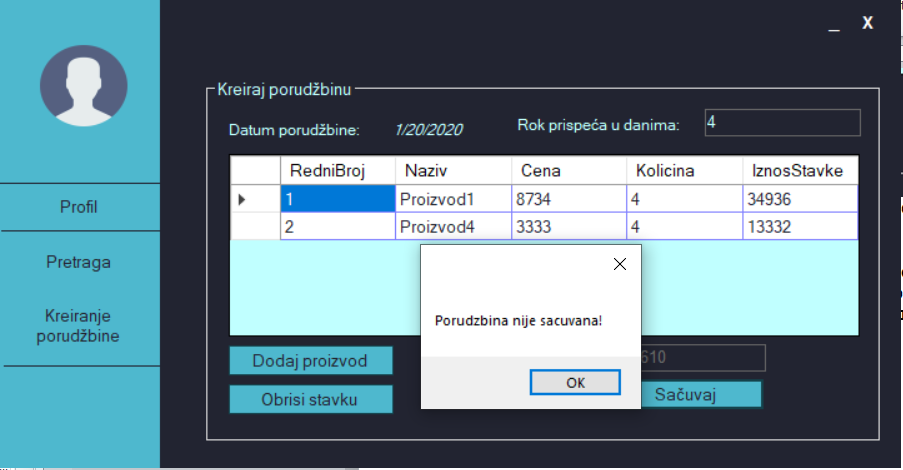 _ X
Kreiraj porudžbinu
Datum porudžbine: 1/20/2020 Rok prispeća u danima: 4
RedniBroj Naziv Cena Kolicina IznosStavke
1 Proizvod1 8734 4 34936
2 Proizvod4 3333 4 13332
Profil
Pretraga
Kreiranje
porudžbine
Porudzbina nije sacuvana!
OK
Dodaj proizvod
610
Obrisi stavku
Sačuvaj